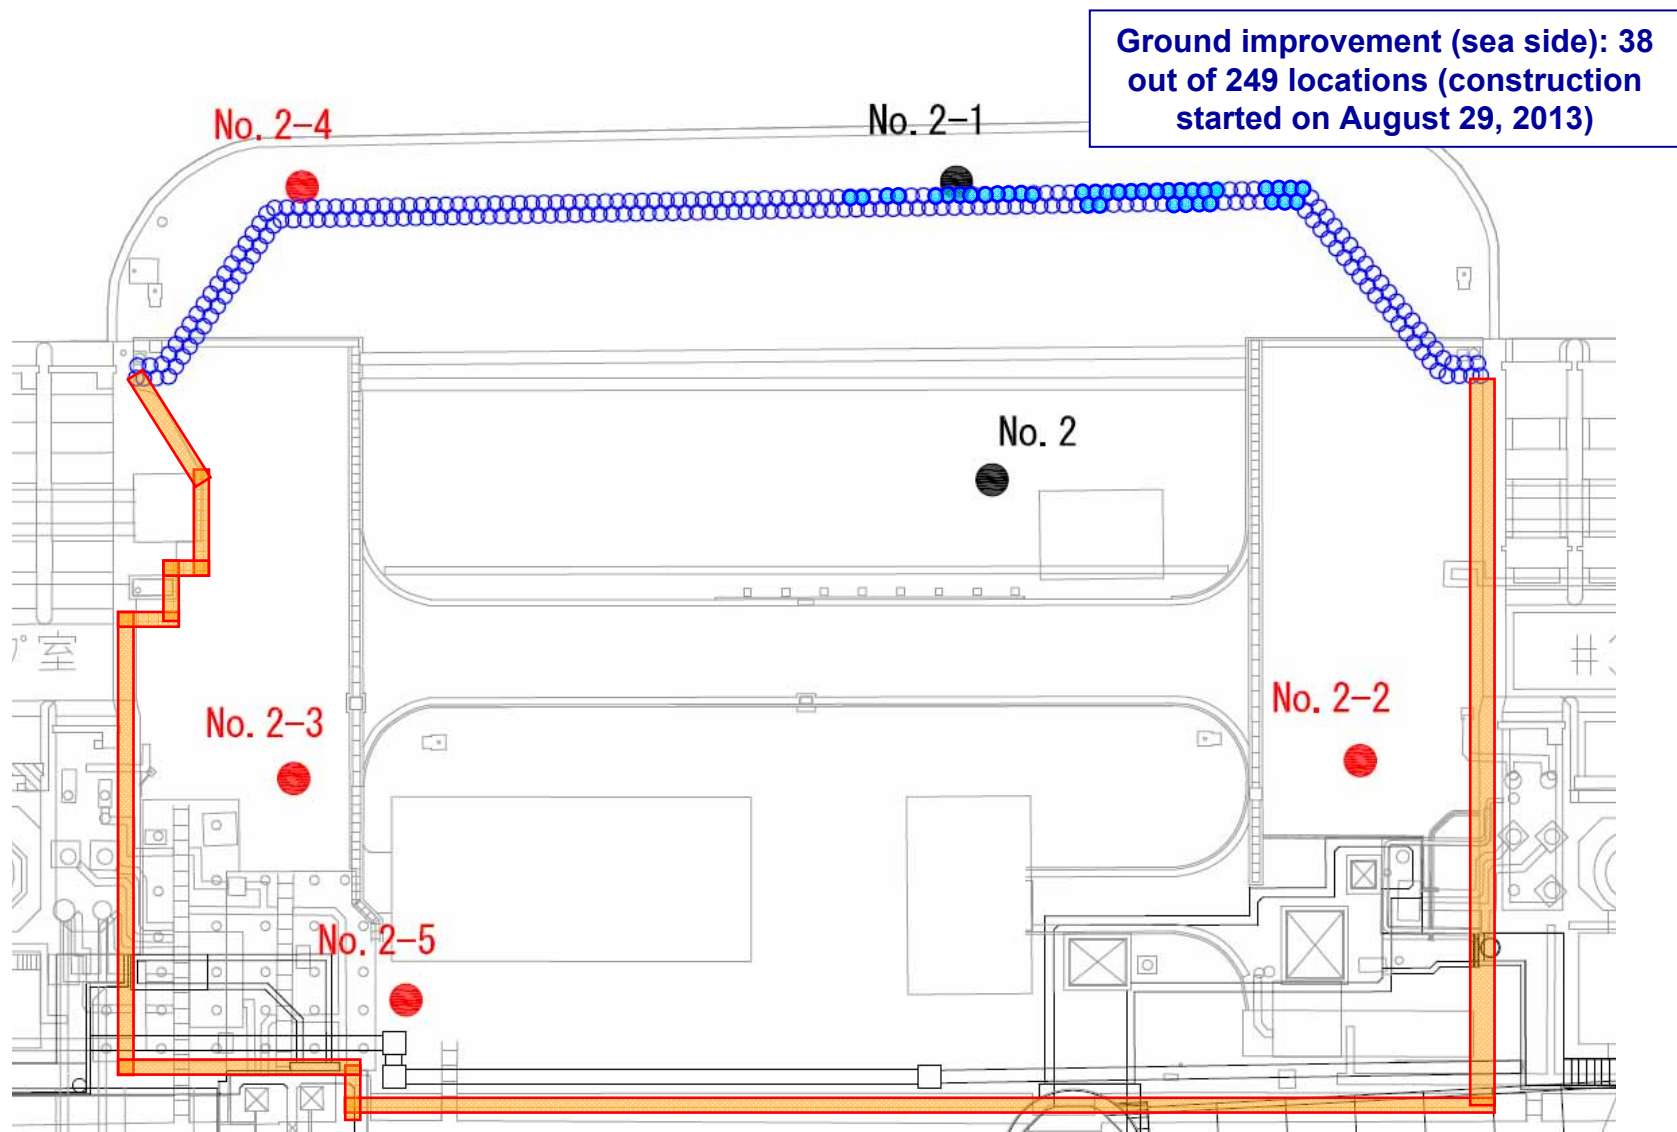 Ground improvement (sea side): 38
out of 249 locations (construction
started on August 29, 2013)
No. 2-4
No. 2-1
No. 2
室
#
No. 2-3
No. 2-2
No. 2-5